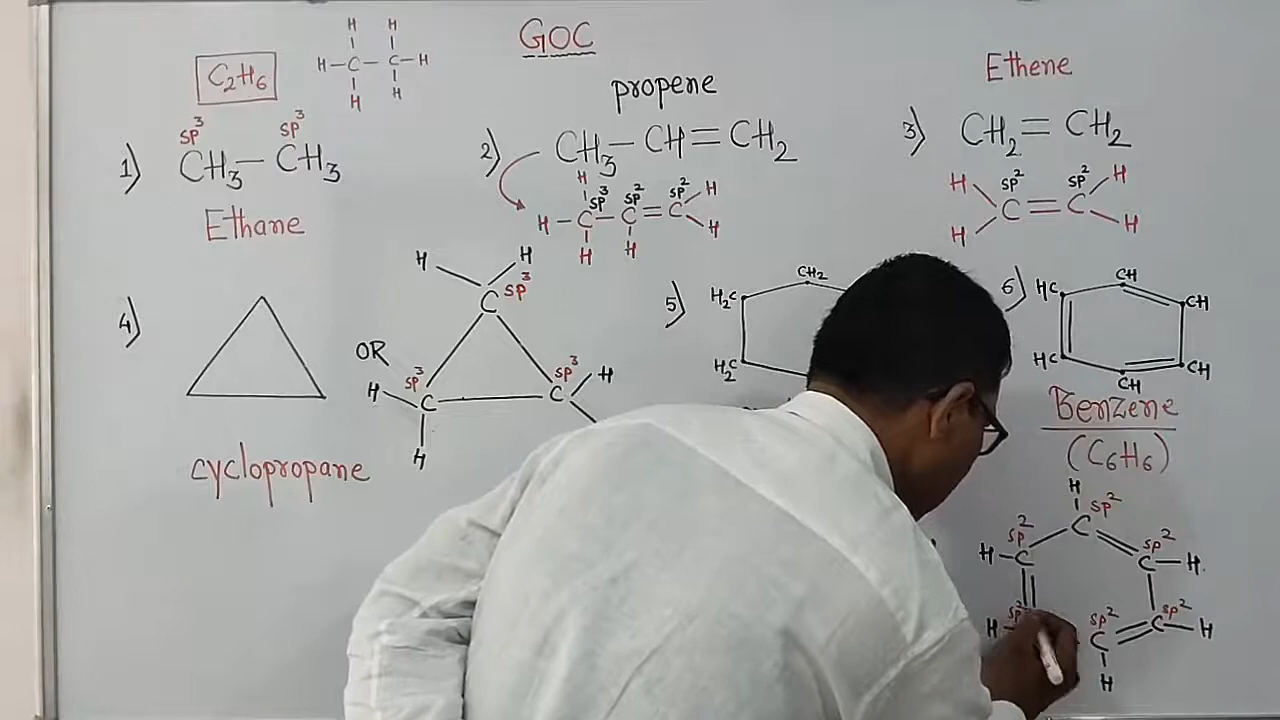 GOC
C₂H₆
H H
H–C–C–H
H H
1) CH₃–CH₃
sp³ sp³
Ethane
propene
2) CH₃–CH=CH₂
H
sp³ sp² sp² H
H–C–C=C
H H H
Ethene
3) CH₂=CH₂
H sp² sp² H
C=C
H H
4)
cyclopropane
OR
H H
C sp³
sp³ sp³ H
H C C
H
5) CH₂
H₂C
H₂C
6) HC CH CH
HC CH CH
Benzene
(C₆H₆)
H
C sp²
sp² sp²
H–C C–H
sp² sp² sp²
H C C–H
H